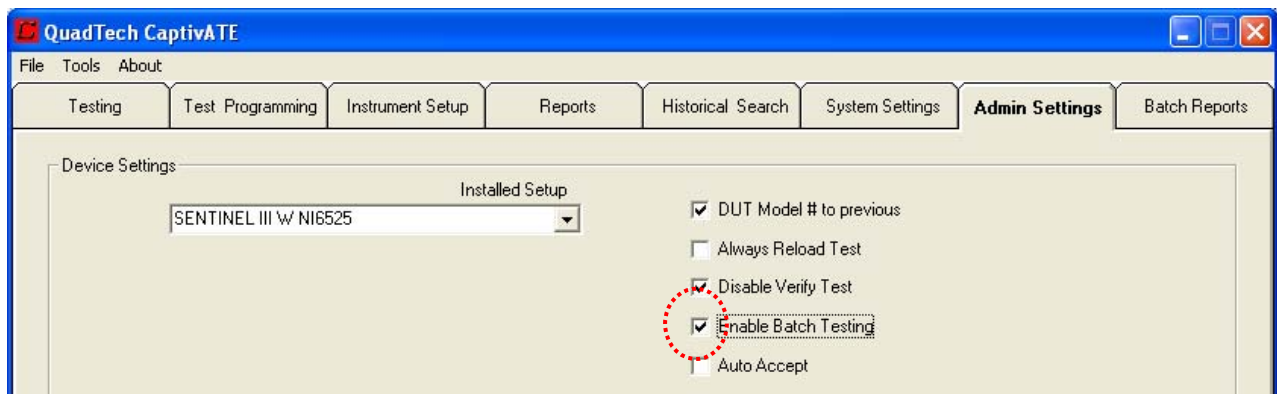 QuadTech CaptivATE
File Tools About
Testing Test Programming Instrument Setup Reports Historical Search System Settings Admin Settings Batch Reports
Device Settings
Installed Setup
SENTINEL III W NI6525
DUT Model # to previous
Always Reload Test
Disable Verify Test
Enable Batch Testing
Auto Accept